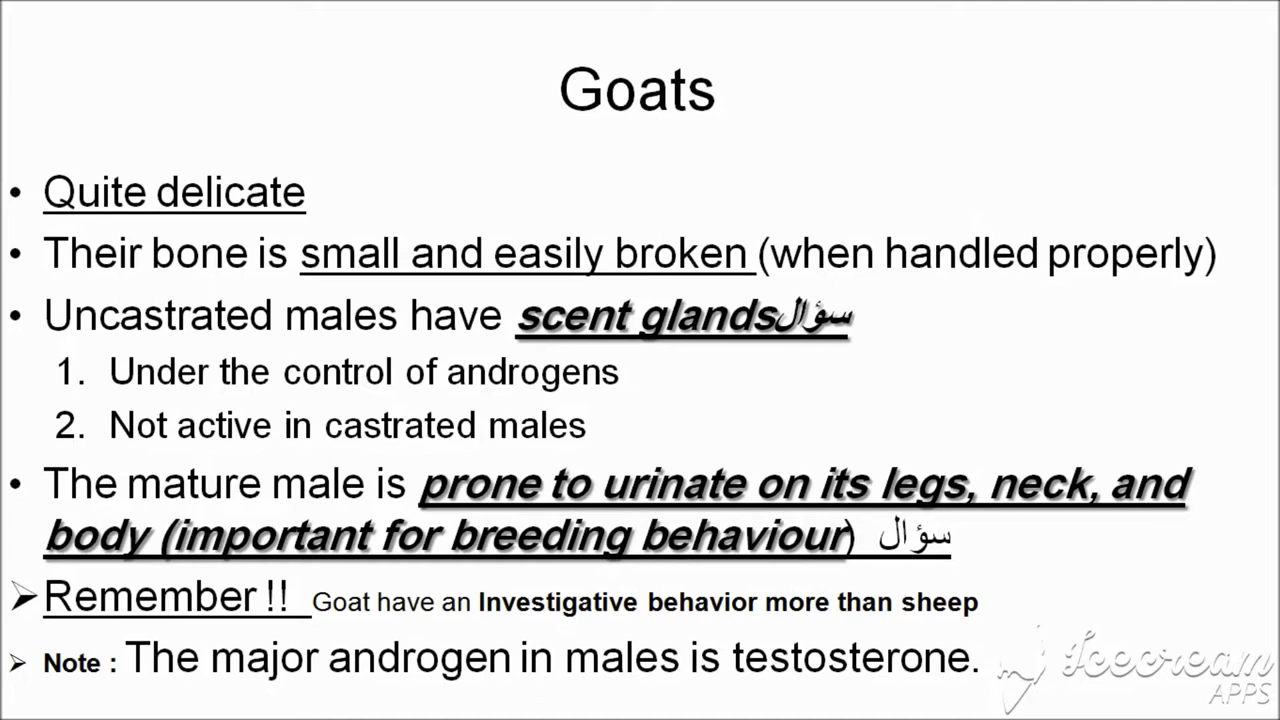 Goats
• Quite delicate
• Their bone is small and easily broken (when handled properly)
• Uncastrated males have scent glandsسؤال
1. Under the control of androgens
2. Not active in castrated males
• The mature male is prone to urinate on its legs, neck, and
body (important for breeding behaviour) سؤال
➢ Remember !! Goat have an Investigative behavior more than sheep
➢ Note : The major androgen in males is testosterone.
Icecream
APPS